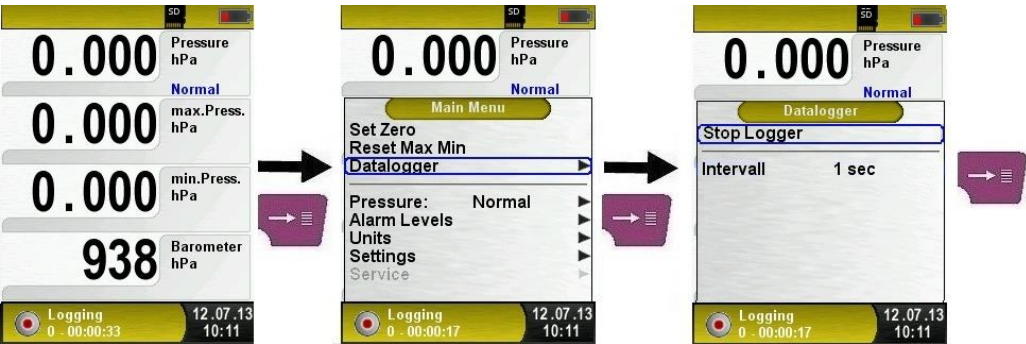 SD
0.000 Pressure
hPa
Normal
0.000 max.Press.
hPa
0.000 min.Press.
hPa
938 Barometer
hPa
Logging
0 - 00:00:33
12.07.13
10:11
SD
0.000 Pressure
hPa
Normal
Main Menu
Set Zero
Reset Max Min
Datalogger
Pressure: Normal
Alarm Levels
Units
Settings
Service
Logging
0 - 00:00:17
12.07.13
10:11
SD
0.000 Pressure
hPa
Normal
Datalogger
Stop Logger
Intervall 1 sec
Logging
0 - 00:00:17
12.07.13
10:11